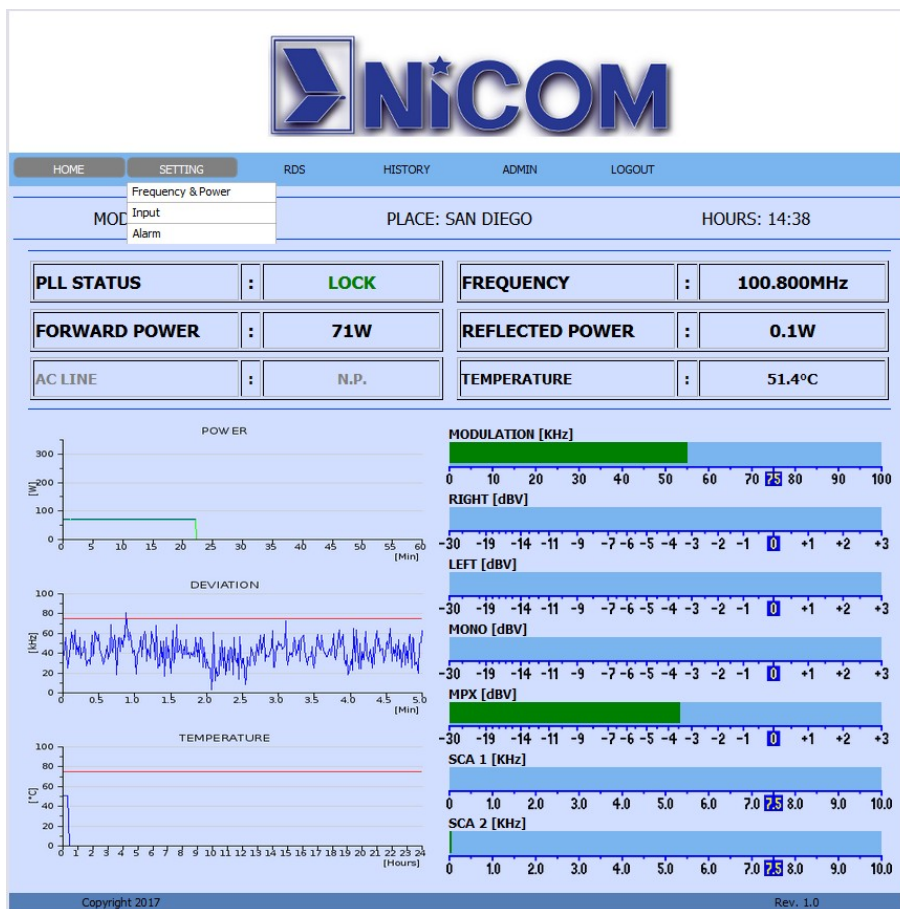 NiCOM
HOME SETTING RDS HISTORY ADMIN LOGOUT
Frequency & Power
Input
Alarm
MOD PLACE: SAN DIEGO HOURS: 14:38
PLL STATUS : LOCK FREQUENCY : 100.800MHz
FORWARD POWER : 71W REFLECTED POWER : 0.1W
AC LINE : N.P. TEMPERATURE : 51.4ºC
POWER
[W]
300
200
100
0
0 5 10 15 20 25 30 35 40 45 50 55 60
[Min]
DEVIATION
[kHz]
100
80
60
40
20
0
0 0.5 1.0 1.5 2.0 2.5 3.0 3.5 4.0 4.5 5.0
[Min]
TEMPERATURE
[°C]
100
80
60
40
20
0
0 1 2 3 4 5 6 7 8 9 10 11 12 13 14 15 16 17 18 19 20 21 22 23 24
[Hours]
MODULATION [KHz]
0 10 20 30 40 50 60 70 75 80 90 100
RIGHT [dBV]
-30 -19 -14 -11 -9 -7 -6 -5 -4 -3 -2 -1 0 +1 +2 +3
LEFT [dBV]
-30 -19 -14 -11 -9 -7 -6 -5 -4 -3 -2 -1 0 +1 +2 +3
MONO [dBV]
-30 -19 -14 -11 -9 -7 -6 -5 -4 -3 -2 -1 0 +1 +2 +3
MPX [dBV]
-30 -19 -14 -11 -9 -7 -6 -5 -4 -3 -2 -1 0 +1 +2 +3
SCA 1 [KHz]
0 1.0 2.0 3.0 4.0 5.0 6.0 7.0 7.5 8.0 9.0 10.0
SCA 2 [KHz]
0 1.0 2.0 3.0 4.0 5.0 6.0 7.0 7.5 8.0 9.0 10.0
Copyright 2017 Rev. 1.0